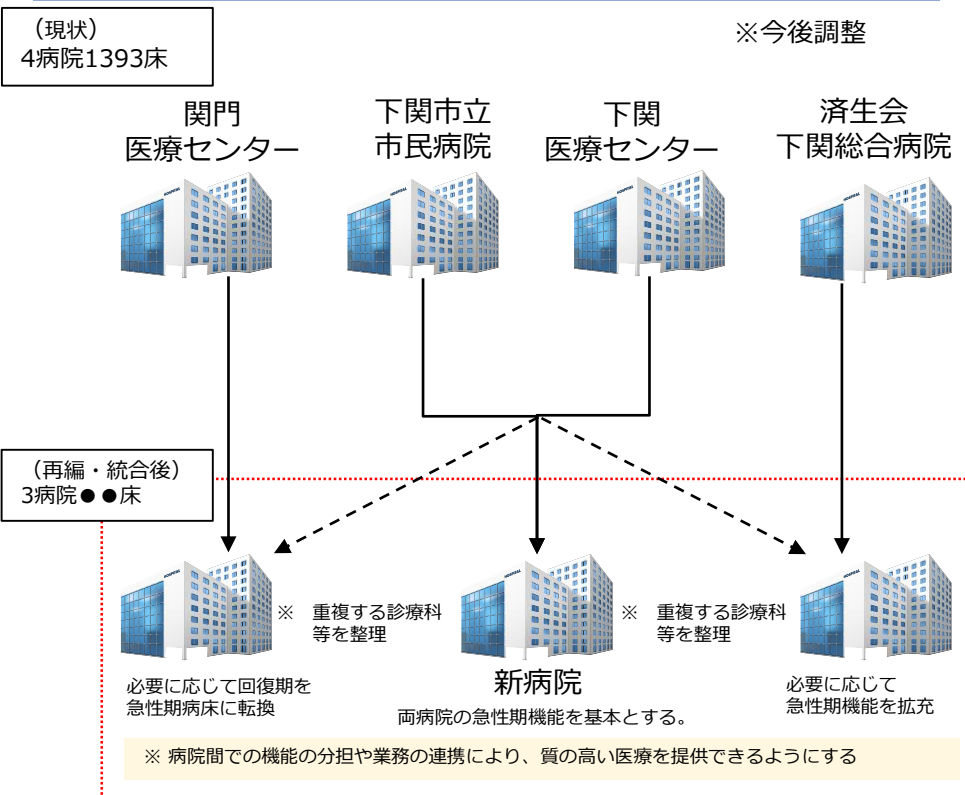 （現状）
4病院1393床
※今後調整
関門
医療センター
下関市立
市民病院
下関
医療センター
済生会
下関総合病院
HOSPITAL
HOSPITAL
HOSPITAL
HOSPITAL
（再編・統合後）
3病院●●床
HOSPITAL
※ 重複する診療科
等を整理
HOSPITAL
※ 重複する診療科
等を整理
HOSPITAL
必要に応じて回復期を
急性期病床に転換
新病院
両病院の急性期機能を基本とする。
必要に応じて
急性期機能を拡充
※ 病院間での機能の分担や業務の連携により、質の高い医療を提供できるようにする